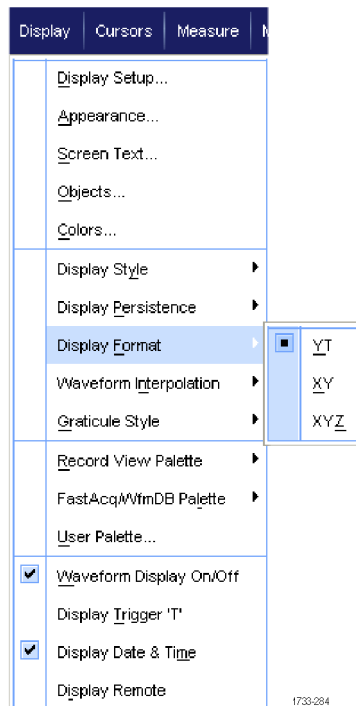 Display Cursors Measure
Display Setup...
Appearance...
Screen Text...
Objects...
Colors...
Display Style
Display Persistence
Display Format
YT
Waveform Interpolation
XY
Graticule Style
XYZ
Record View Palette
FastAcq/WfmDB Palette
User Palette...
Waveform Display On/Off
Display Trigger 'T'
Display Date & Time
Display Remote
1733-284